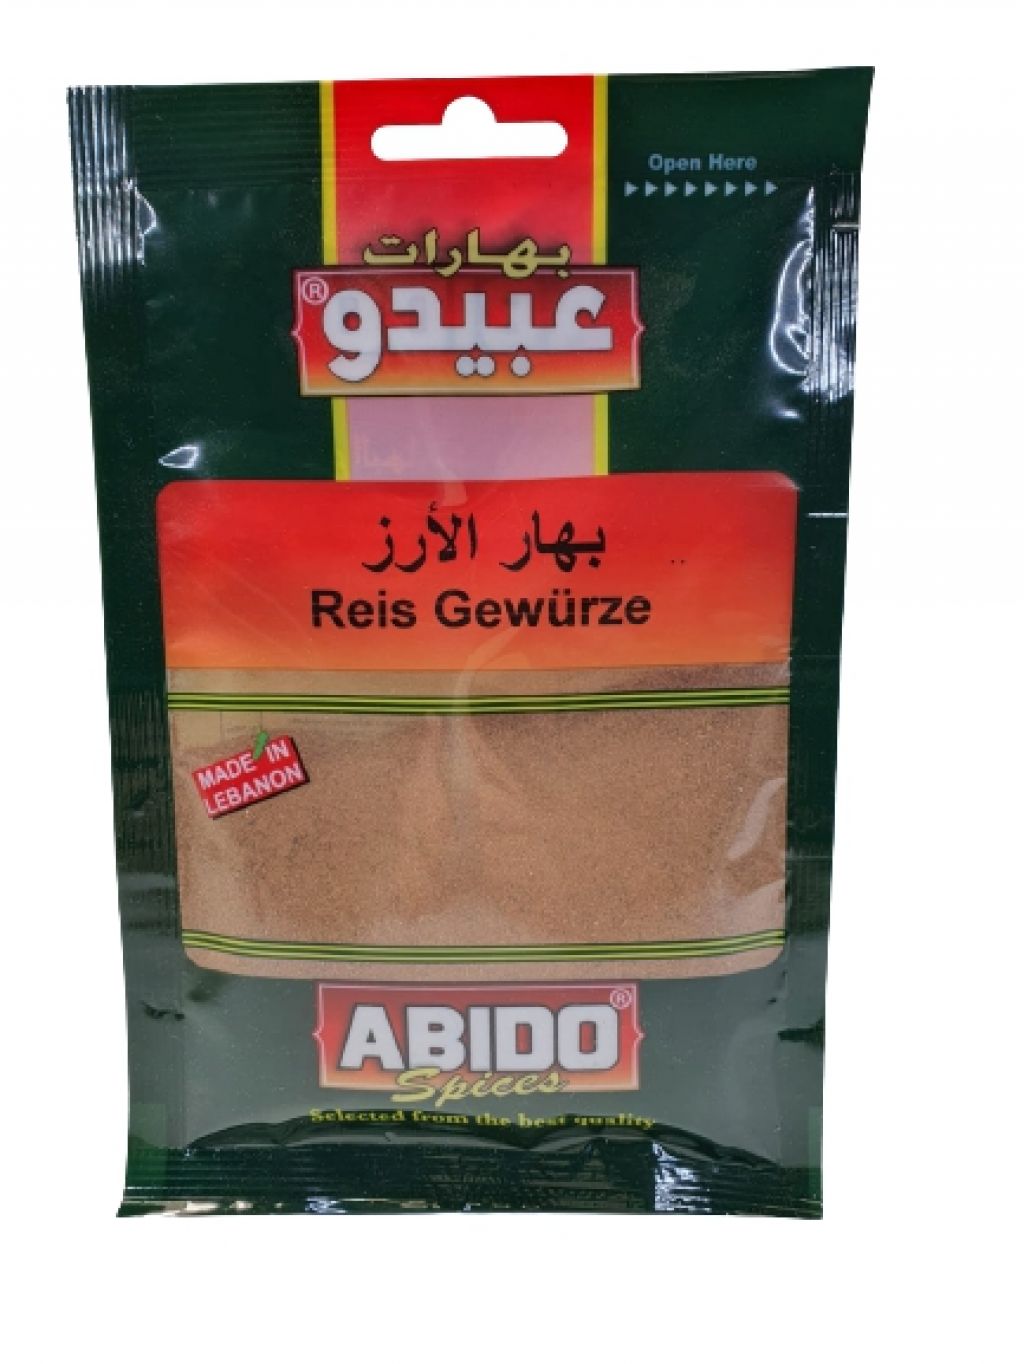 Open Here
بهارات
عبيدو ®
بهار الأرز
Reis Gewürze
MADE IN
LEBANON
ABIDO ®
Spices
Selected from the best quality